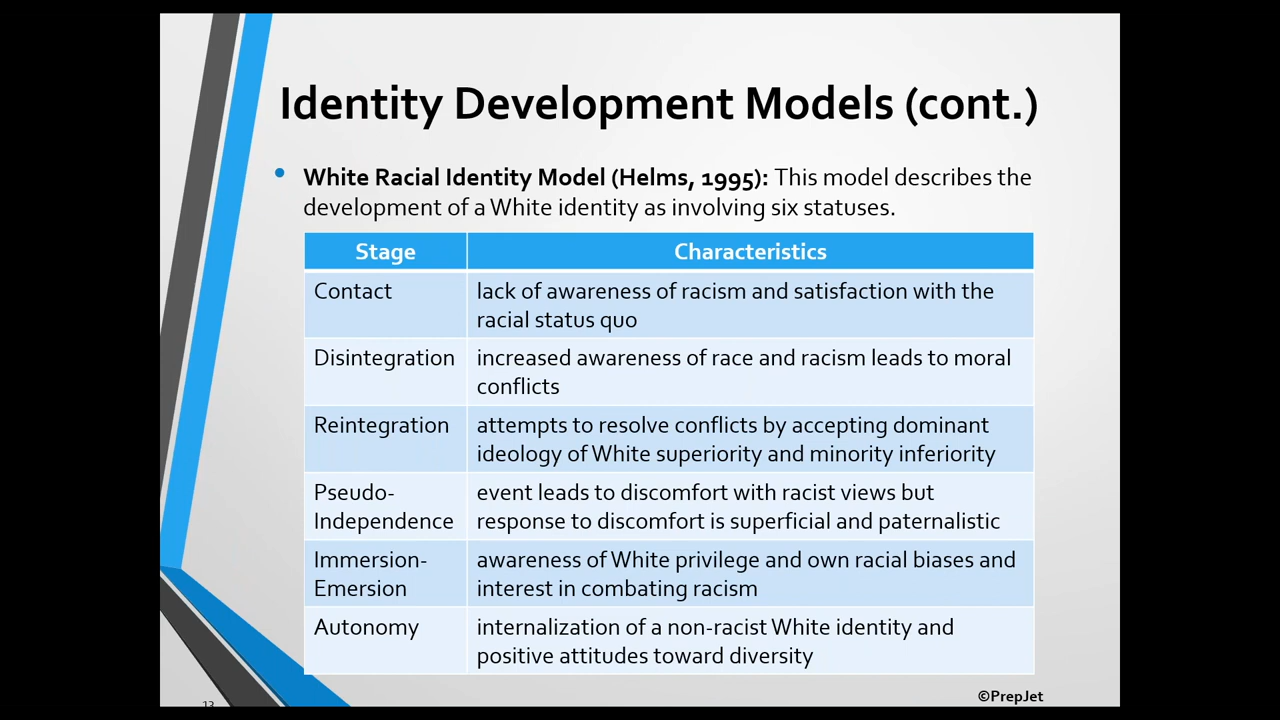 Identity Development Models (cont.)
• White Racial Identity Model (Helms, 1995): This model describes the
development of a White identity as involving six statuses.
Stage Characteristics
Contact lack of awareness of racism and satisfaction with the
racial status quo
Disintegration increased awareness of race and racism leads to moral
conflicts
Reintegration attempts to resolve conflicts by accepting dominant
ideology of White superiority and minority inferiority
Pseudo- event leads to discomfort with racist views but
Independence response to discomfort is superficial and paternalistic
Immersion- awareness of White privilege and own racial biases and
Emersion interest in combating racism
Autonomy internalization of a non-racist White identity and
positive attitudes toward diversity
©PrepJet
13